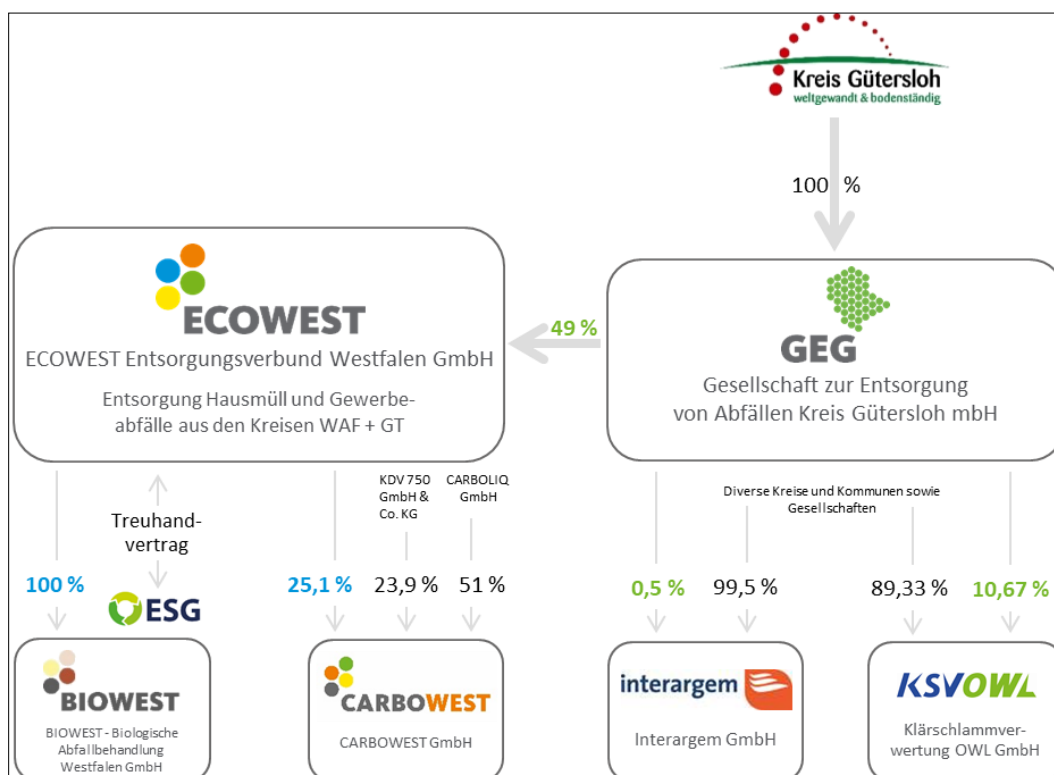 Kreis Gütersloh
weltgewandt & bodenständig
100 %
ECOWEST
ECOWEST Entsorgungsverbund Westfalen GmbH
Entsorgung Hausmüll und Gewerbe-
abfälle aus den Kreisen WAF + GT
49 %
GEG
Gesellschaft zur Entsorgung
von Abfällen Kreis Gütersloh mbH
Treuhand-
vertrag
KDV 750
GmbH &
Co. KG
CARBOLIQ
GmbH
Diverse Kreise und Kommunen sowie
Gesellschaften
100 %
ESG
25,1 %
23,9 %
51 %
0,5 %
99,5 %
89,33 %
10,67 %
BIOWEST
BIOWEST - Biologische
Abfallbehandlung
Westfalen GmbH
CARBOWEST
CARBOWEST GmbH
interargem
Interargem GmbH
KSVOWL
Klärschlammver-
wertung OWL GmbH